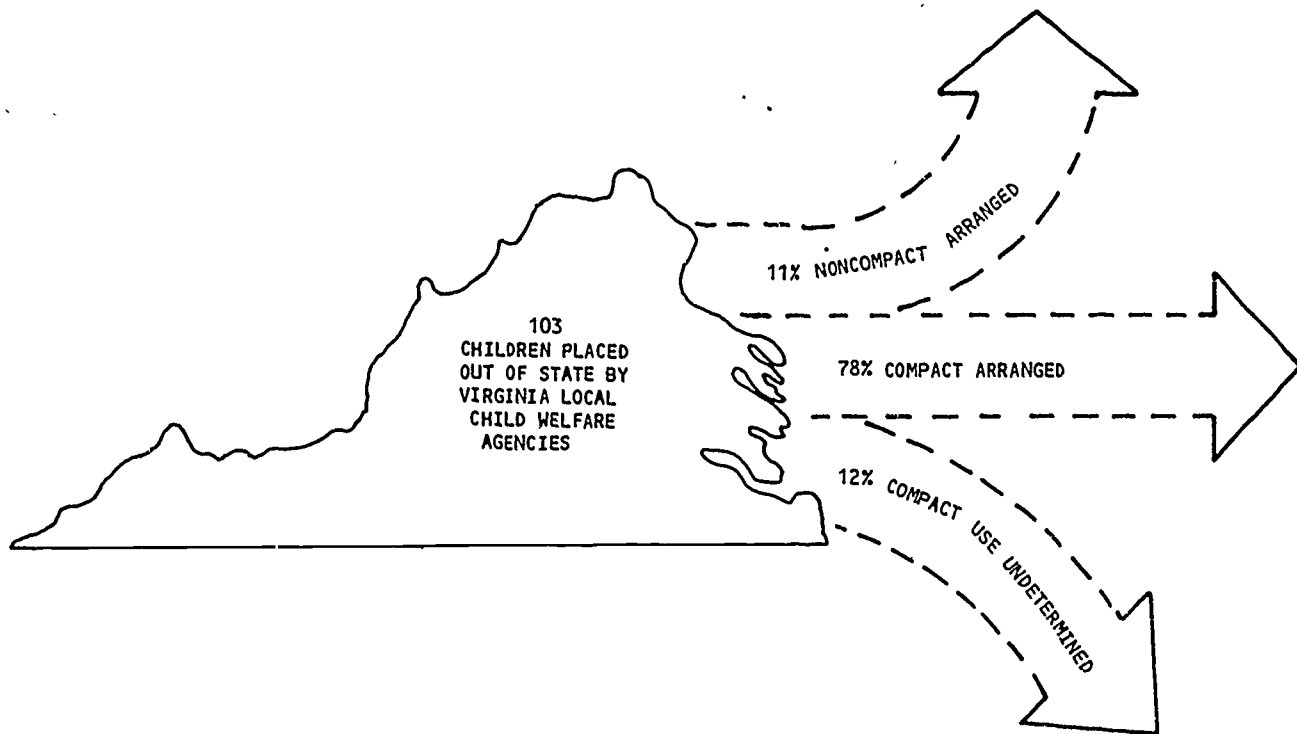 103
CHILDREN PLACED
OUT OF STATE BY
VIRGINIA LOCAL
CHILD WELFARE
AGENCIES
11% NONCOMPACT ARRANGED
78% COMPACT ARRANGED
12% COMPACT USE UNDETERMINED